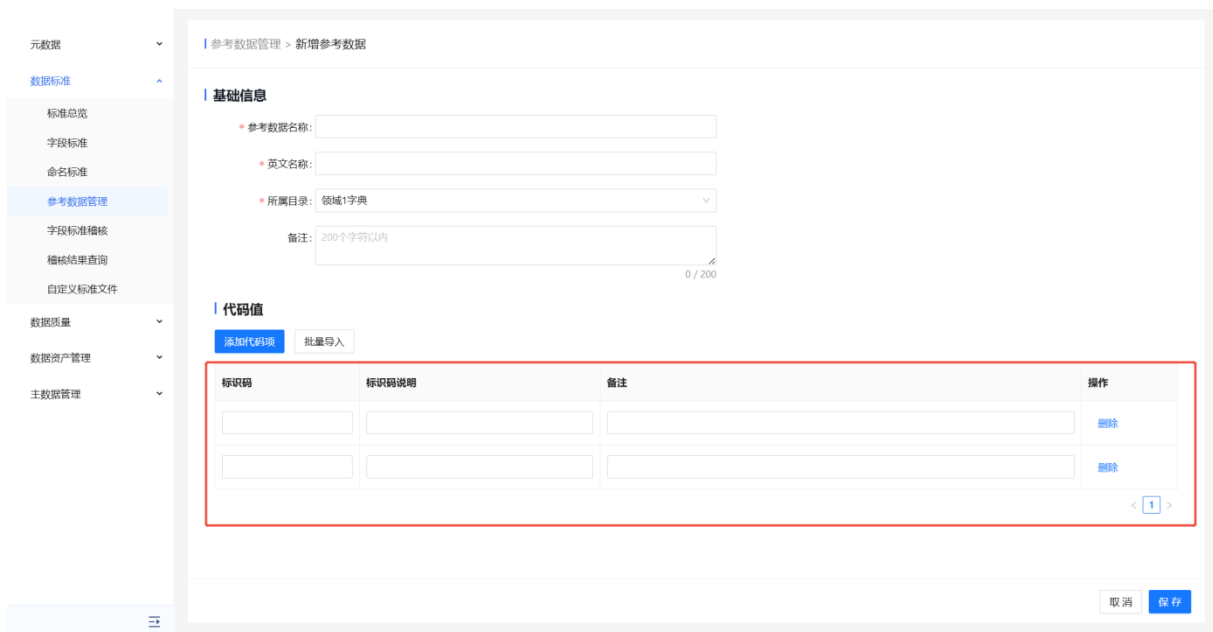 元数据
数据标准
标准总览
字段标准
命名标准
参考数据管理
字段标准稽核
稽核结果查询
自定义标准文件
数据质量
数据资产管理
主数据管理
参考数据管理 > 新增参考数据
基础信息
* 参考数据名称:
* 英文名称:
* 所属目录: 领域1字典
备注: 200个字符以内
0 / 200
代码值
添加代码项 批量导入
标识码 标识码说明 备注 操作
删除
删除
< 1 >
取消 保存